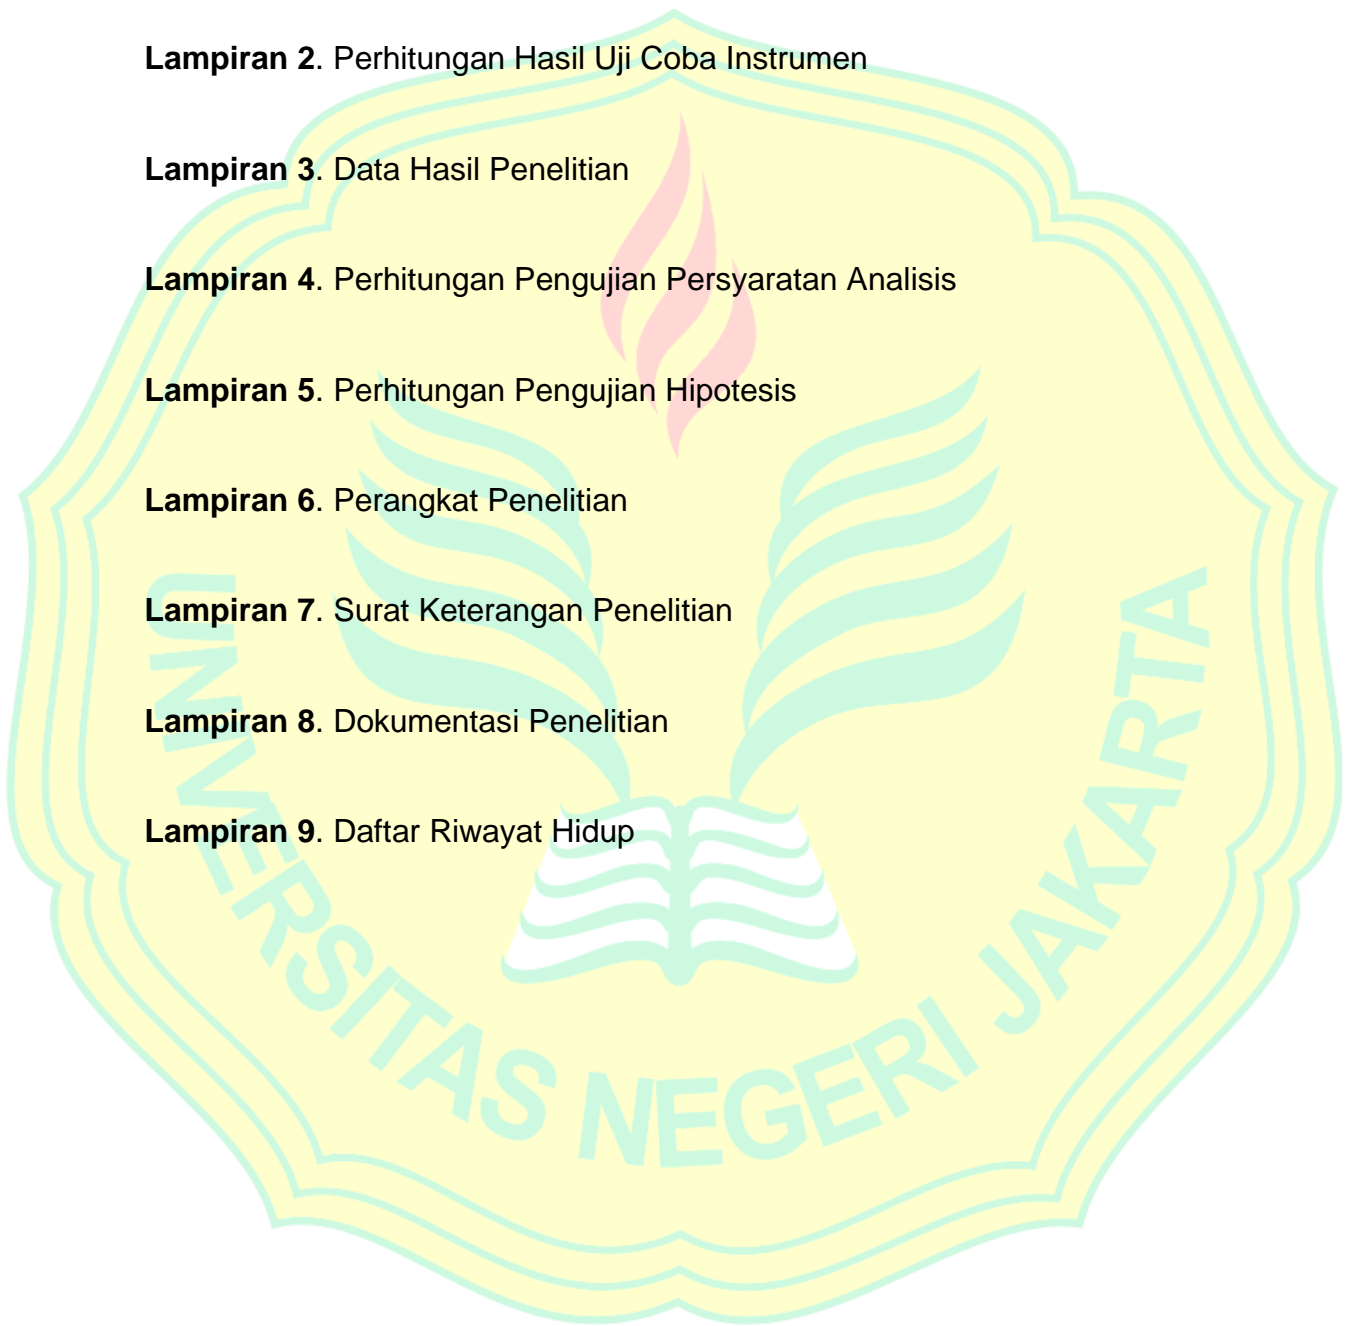 Lampiran 2. Perhitungan Hasil Uji Coba Instrumen
Lampiran 3. Data Hasil Penelitian
Lampiran 4. Perhitungan Pengujian Persyaratan Analisis
Lampiran 5. Perhitungan Pengujian Hipotesis
Lampiran 6. Perangkat Penelitian
Lampiran 7. Surat Keterangan Penelitian
Lampiran 8. Dokumentasi Penelitian
Lampiran 9. Daftar Riwayat Hidup
UNIVERSITAS NEGERI JAKARTA